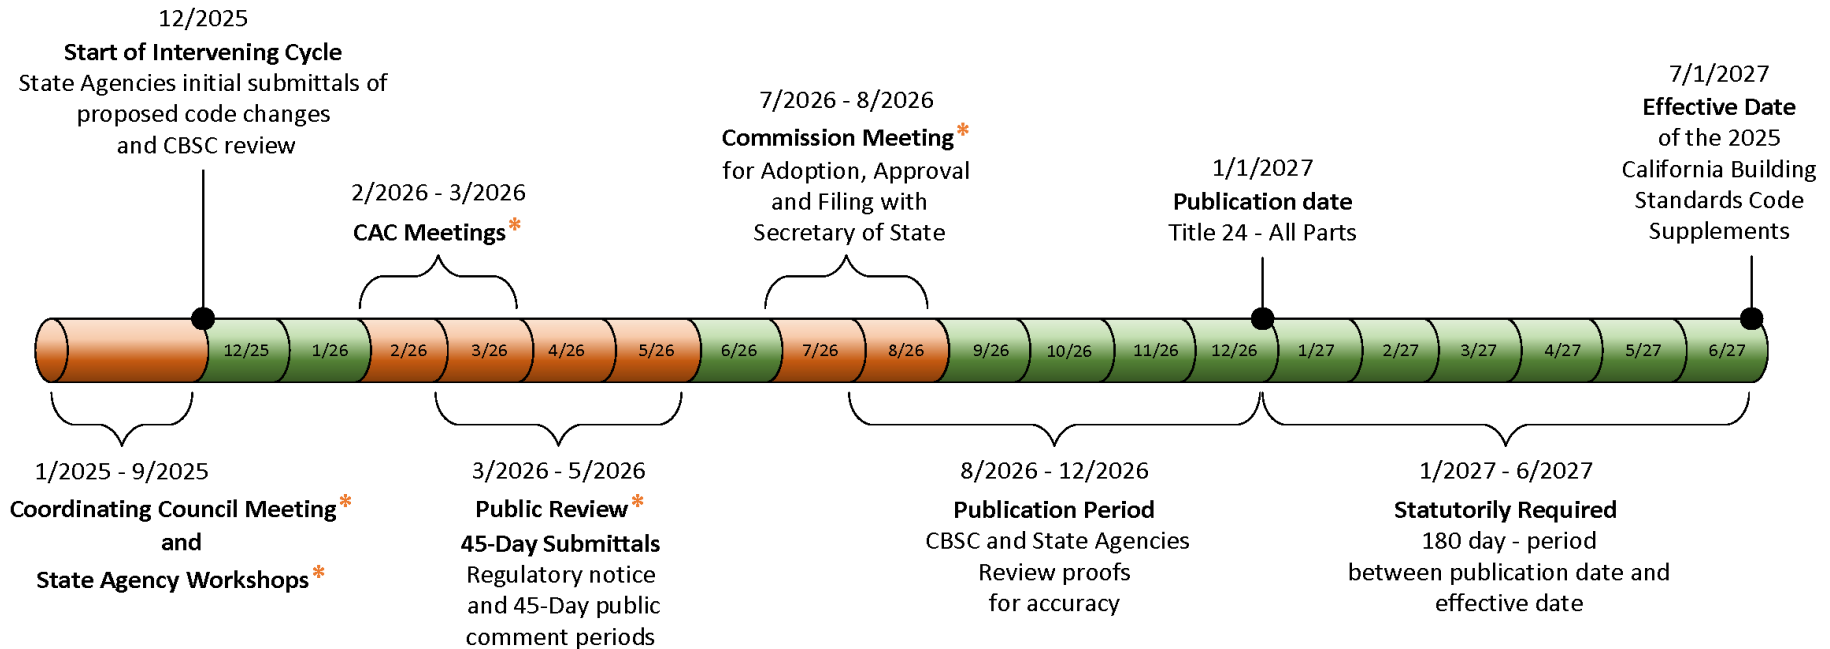 12/2025
Start of Intervening Cycle
State Agencies initial submittals of
proposed code changes
and CBSC review
2/2026 - 3/2026
CAC Meetings*
7/2026 - 8/2026
Commission Meeting*
for Adoption, Approval
and Filing with
Secretary of State
1/1/2027
Publication date
Title 24 - All Parts
7/1/2027
Effective Date
of the 2025
California Building
Standards Code
Supplements
12/25 1/26 2/26 3/26 4/26 5/26 6/26 7/26 8/26 9/26 10/26 11/26 12/26 1/27 2/27 3/27 4/27 5/27 6/27
1/2025 - 9/2025
Coordinating Council Meeting*
and
State Agency Workshops*
3/2026 - 5/2026
Public Review*
45-Day Submittals
Regulatory notice
and 45-Day public
comment periods
8/2026 - 12/2026
Publication Period
CBSC and State Agencies
Review proofs
for accuracy
1/2027 - 6/2027
Statutorily Required
180 day - period
between publication date and
effective date